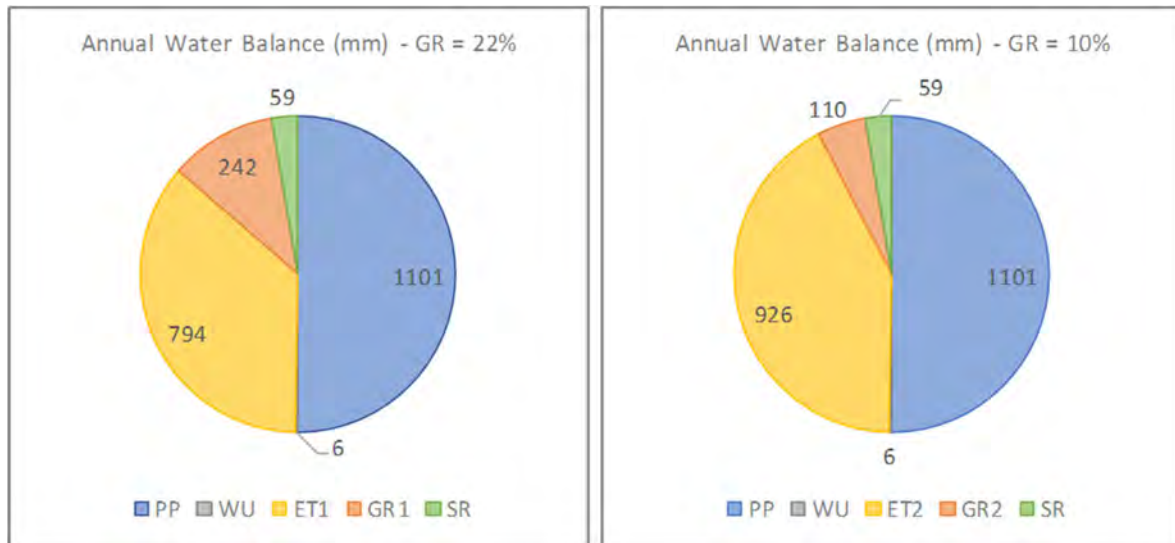 Annual Water Balance (mm) - GR = 22%
59
242
1101
794
6
PP WU ET1 GR1 SR
Annual Water Balance (mm) - GR = 10%
59
110
1101
926
6
PP WU ET2 GR2 SR